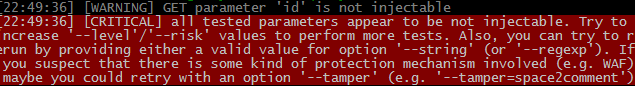 [22:49:36] [WARNING] GET parameter 'id' is not injectable
[22:49:36] [CRITICAL] all tested parameters appear to be not injectable. Try to
increase '--level'/'--risk' values to perform more tests. Also, you can try to r
erun by providing either a valid value for option '--string' (or '--regexp'). If
you suspect that there is some kind of protection mechanism involved (e.g. WAF)
maybe you could retry with an option '--tamper' (e.g. '--tamper=space2comment')